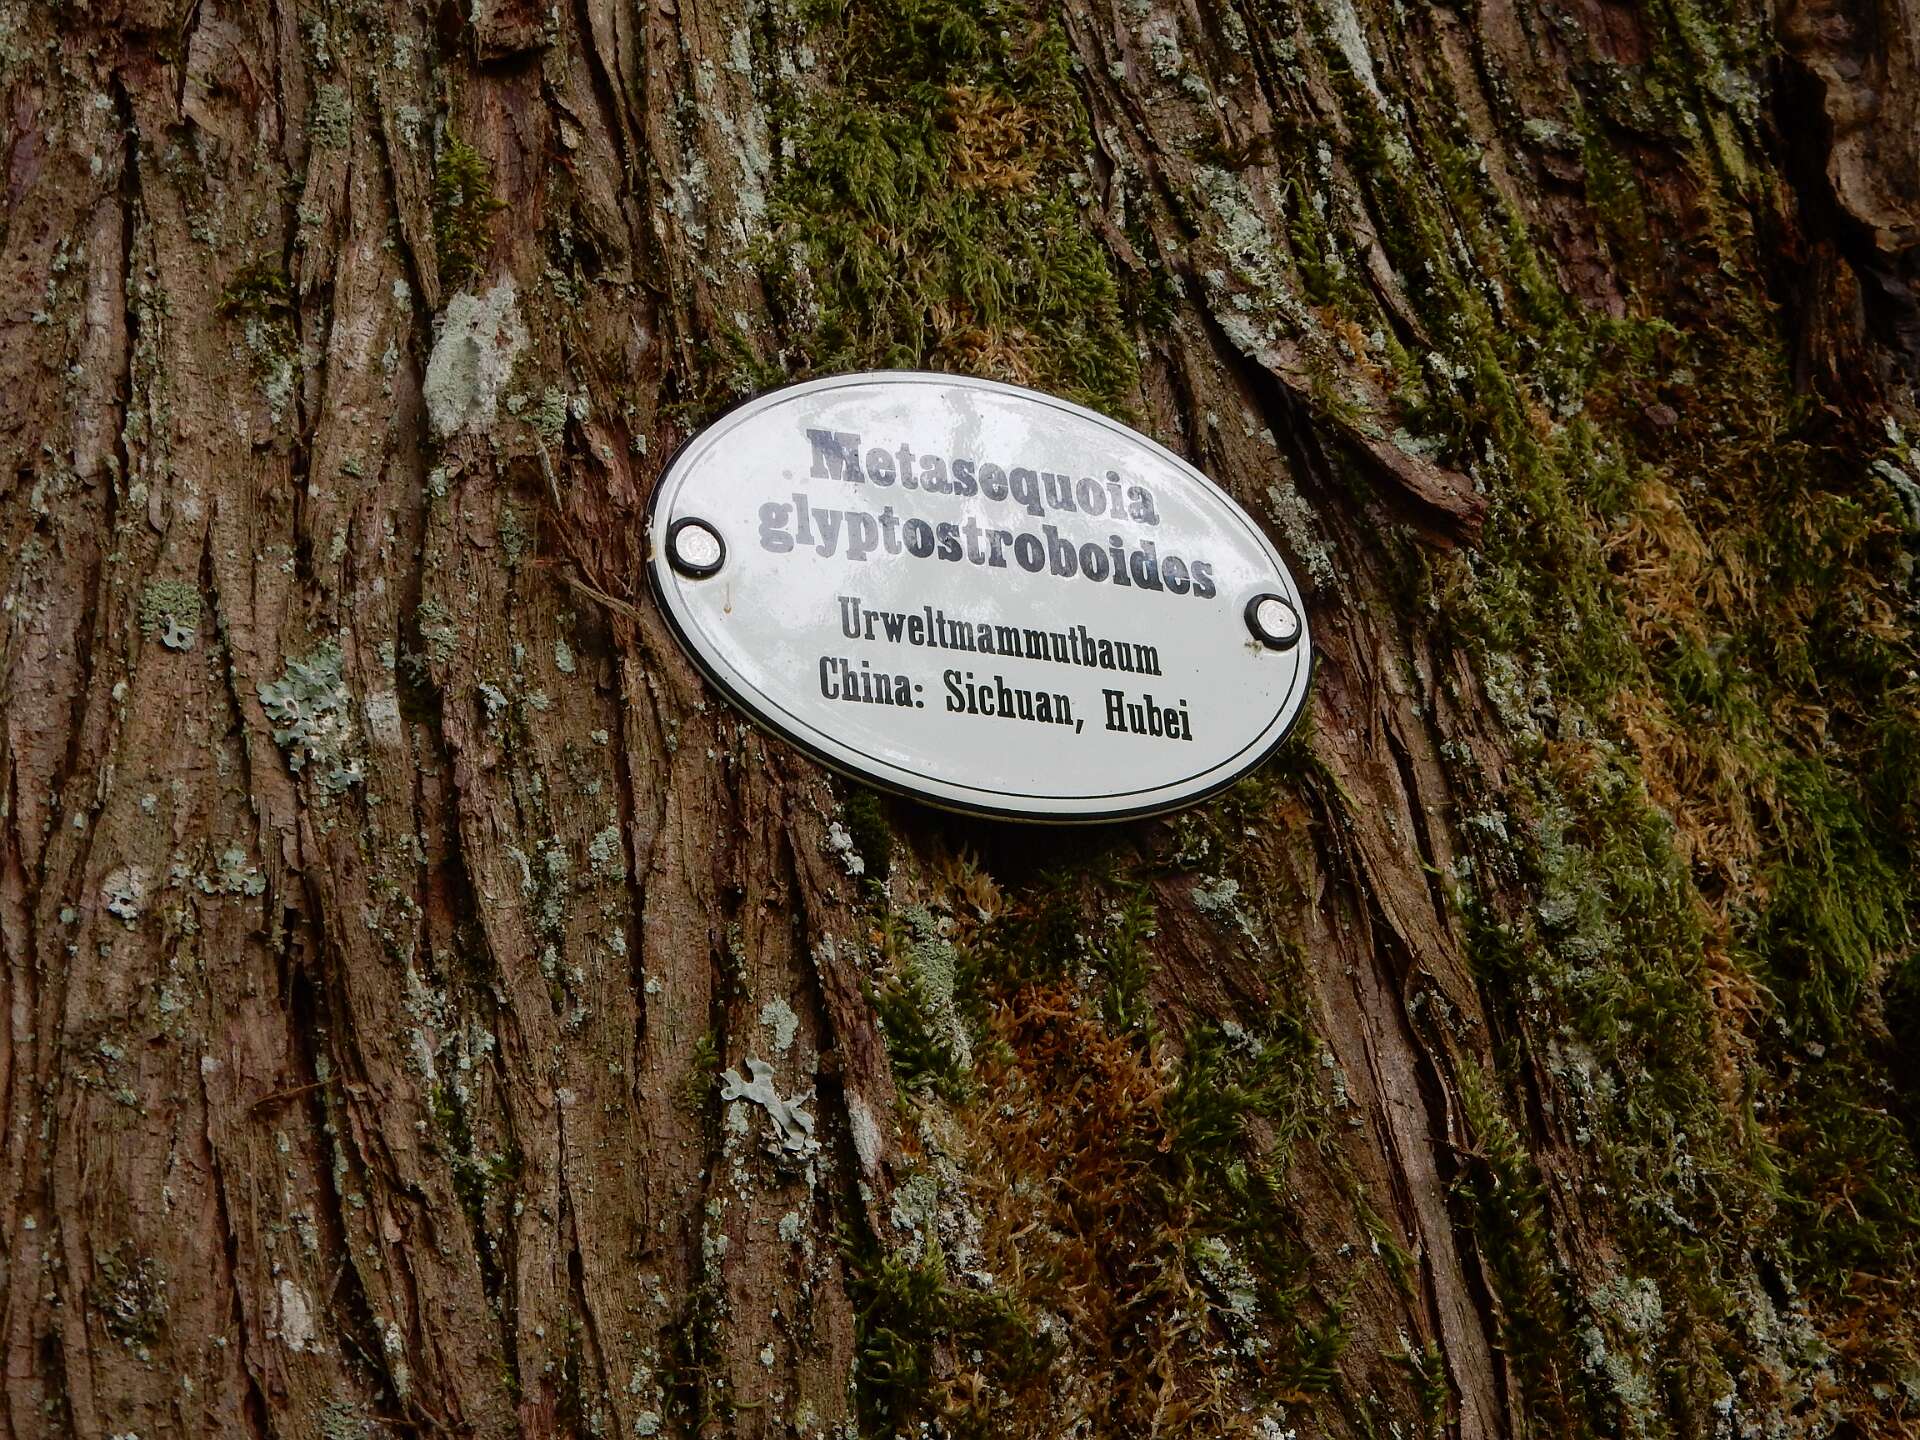 Metasequoia
glyptostroboides
Urweltmammutbaum
China: Sichuan, Hubei